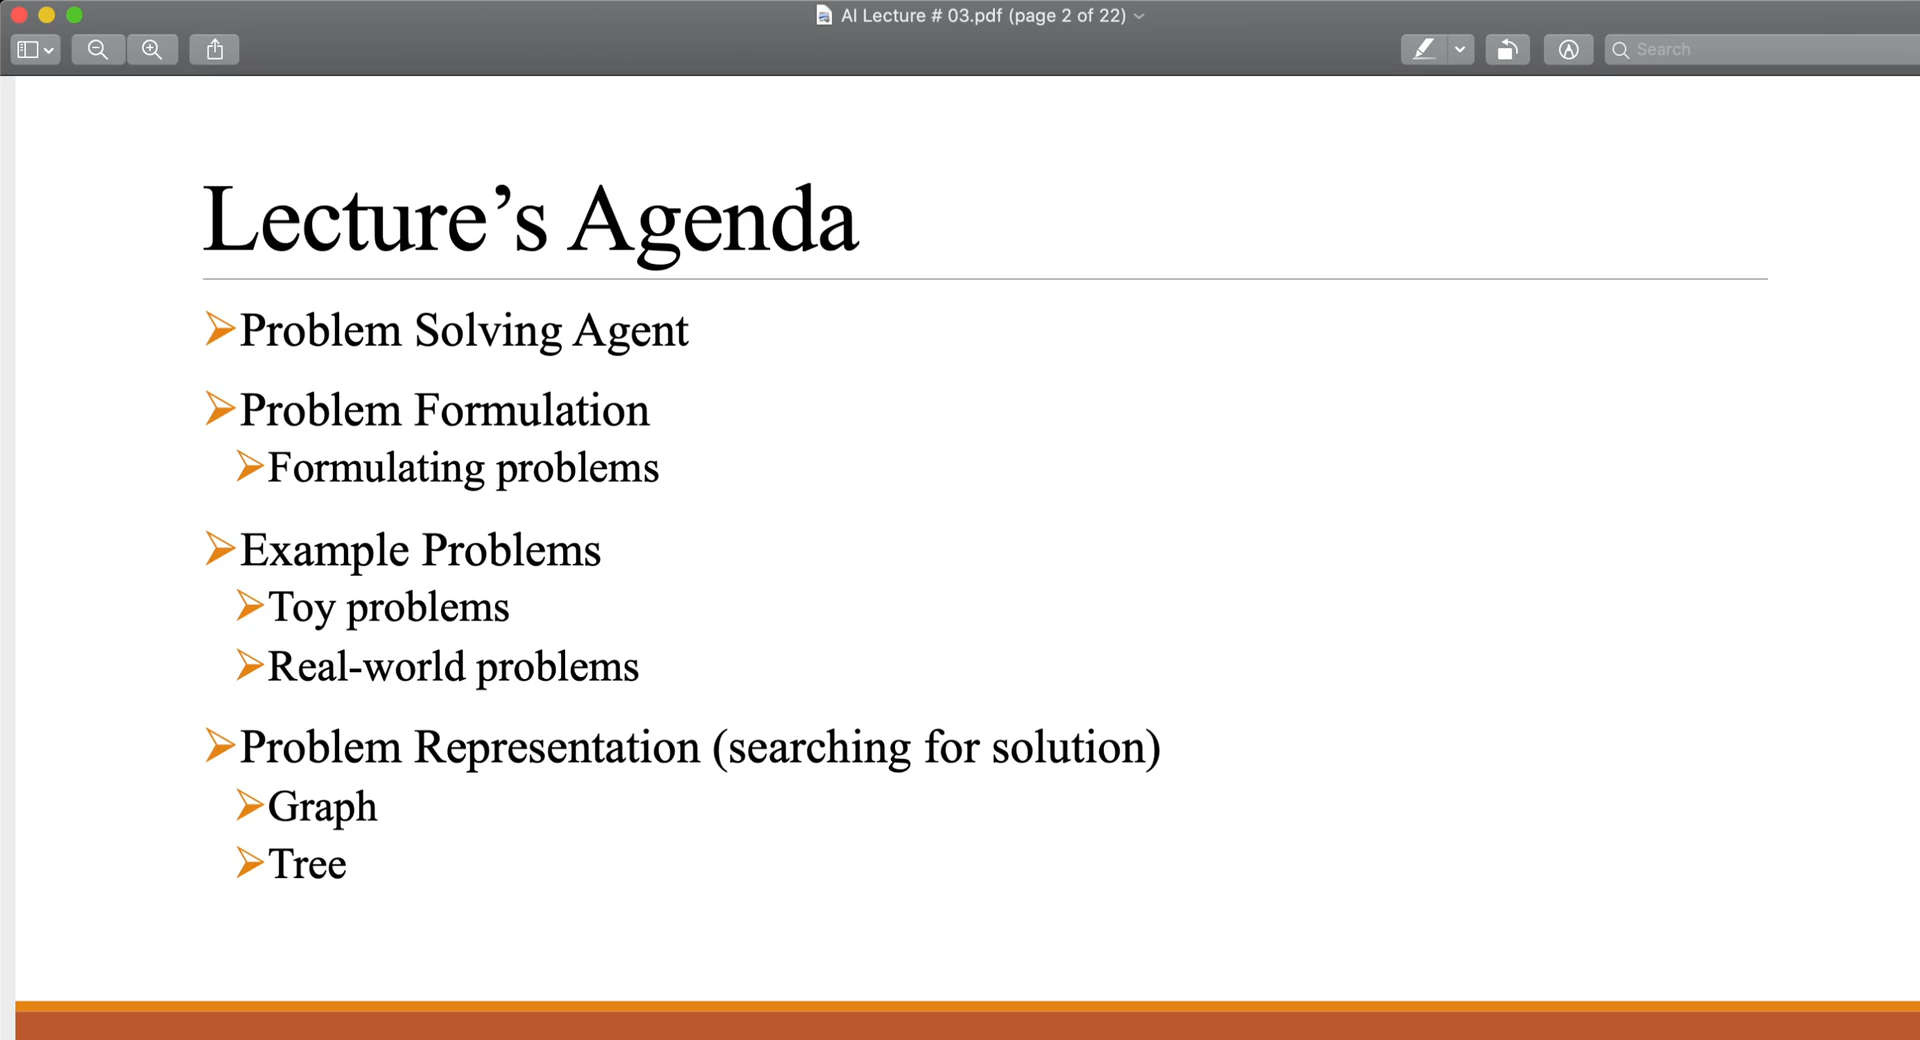 AI Lecture # 03.pdf (page 2 of 22)
Search
Lecture’s Agenda
Problem Solving Agent
Problem Formulation
Formulating problems
Example Problems
Toy problems
Real-world problems
Problem Representation (searching for solution)
Graph
Tree